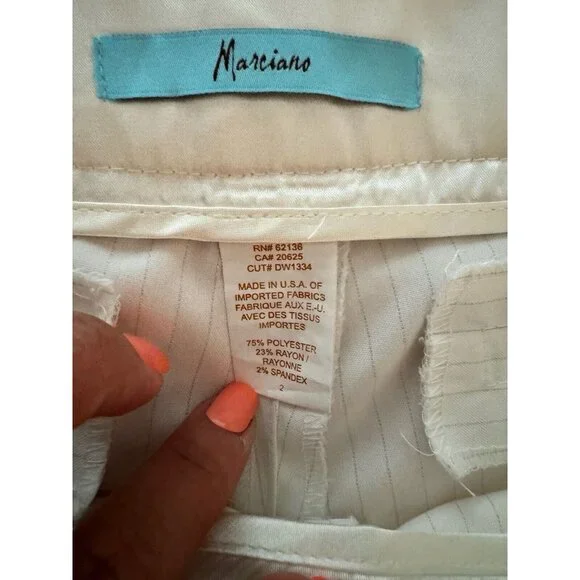 Marciano
RN# 62136
CA# 20625
CUT# DW1334
MADE IN U.S.A. OF
IMPORTED FABRICS
FABRIQUE AUX E.-U.
AVEC DES TISSUS
IMPORTES
75% POLYESTER
23% RAYON /
RAYONNE
2% SPANDEX
2